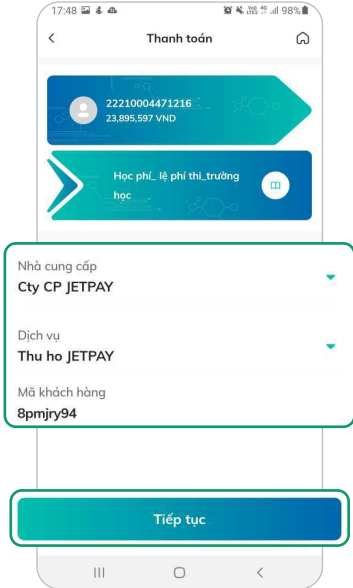 17:48 98%
Thanh toán
22210004471216
23,895,597 VND
Học phí_ lệ phí thi_trường
học
Nhà cung cấp
Cty CP JETPAY
Dịch vụ
Thu ho JETPAY
Mã khách hàng
8pmjry94
Tiếp tục